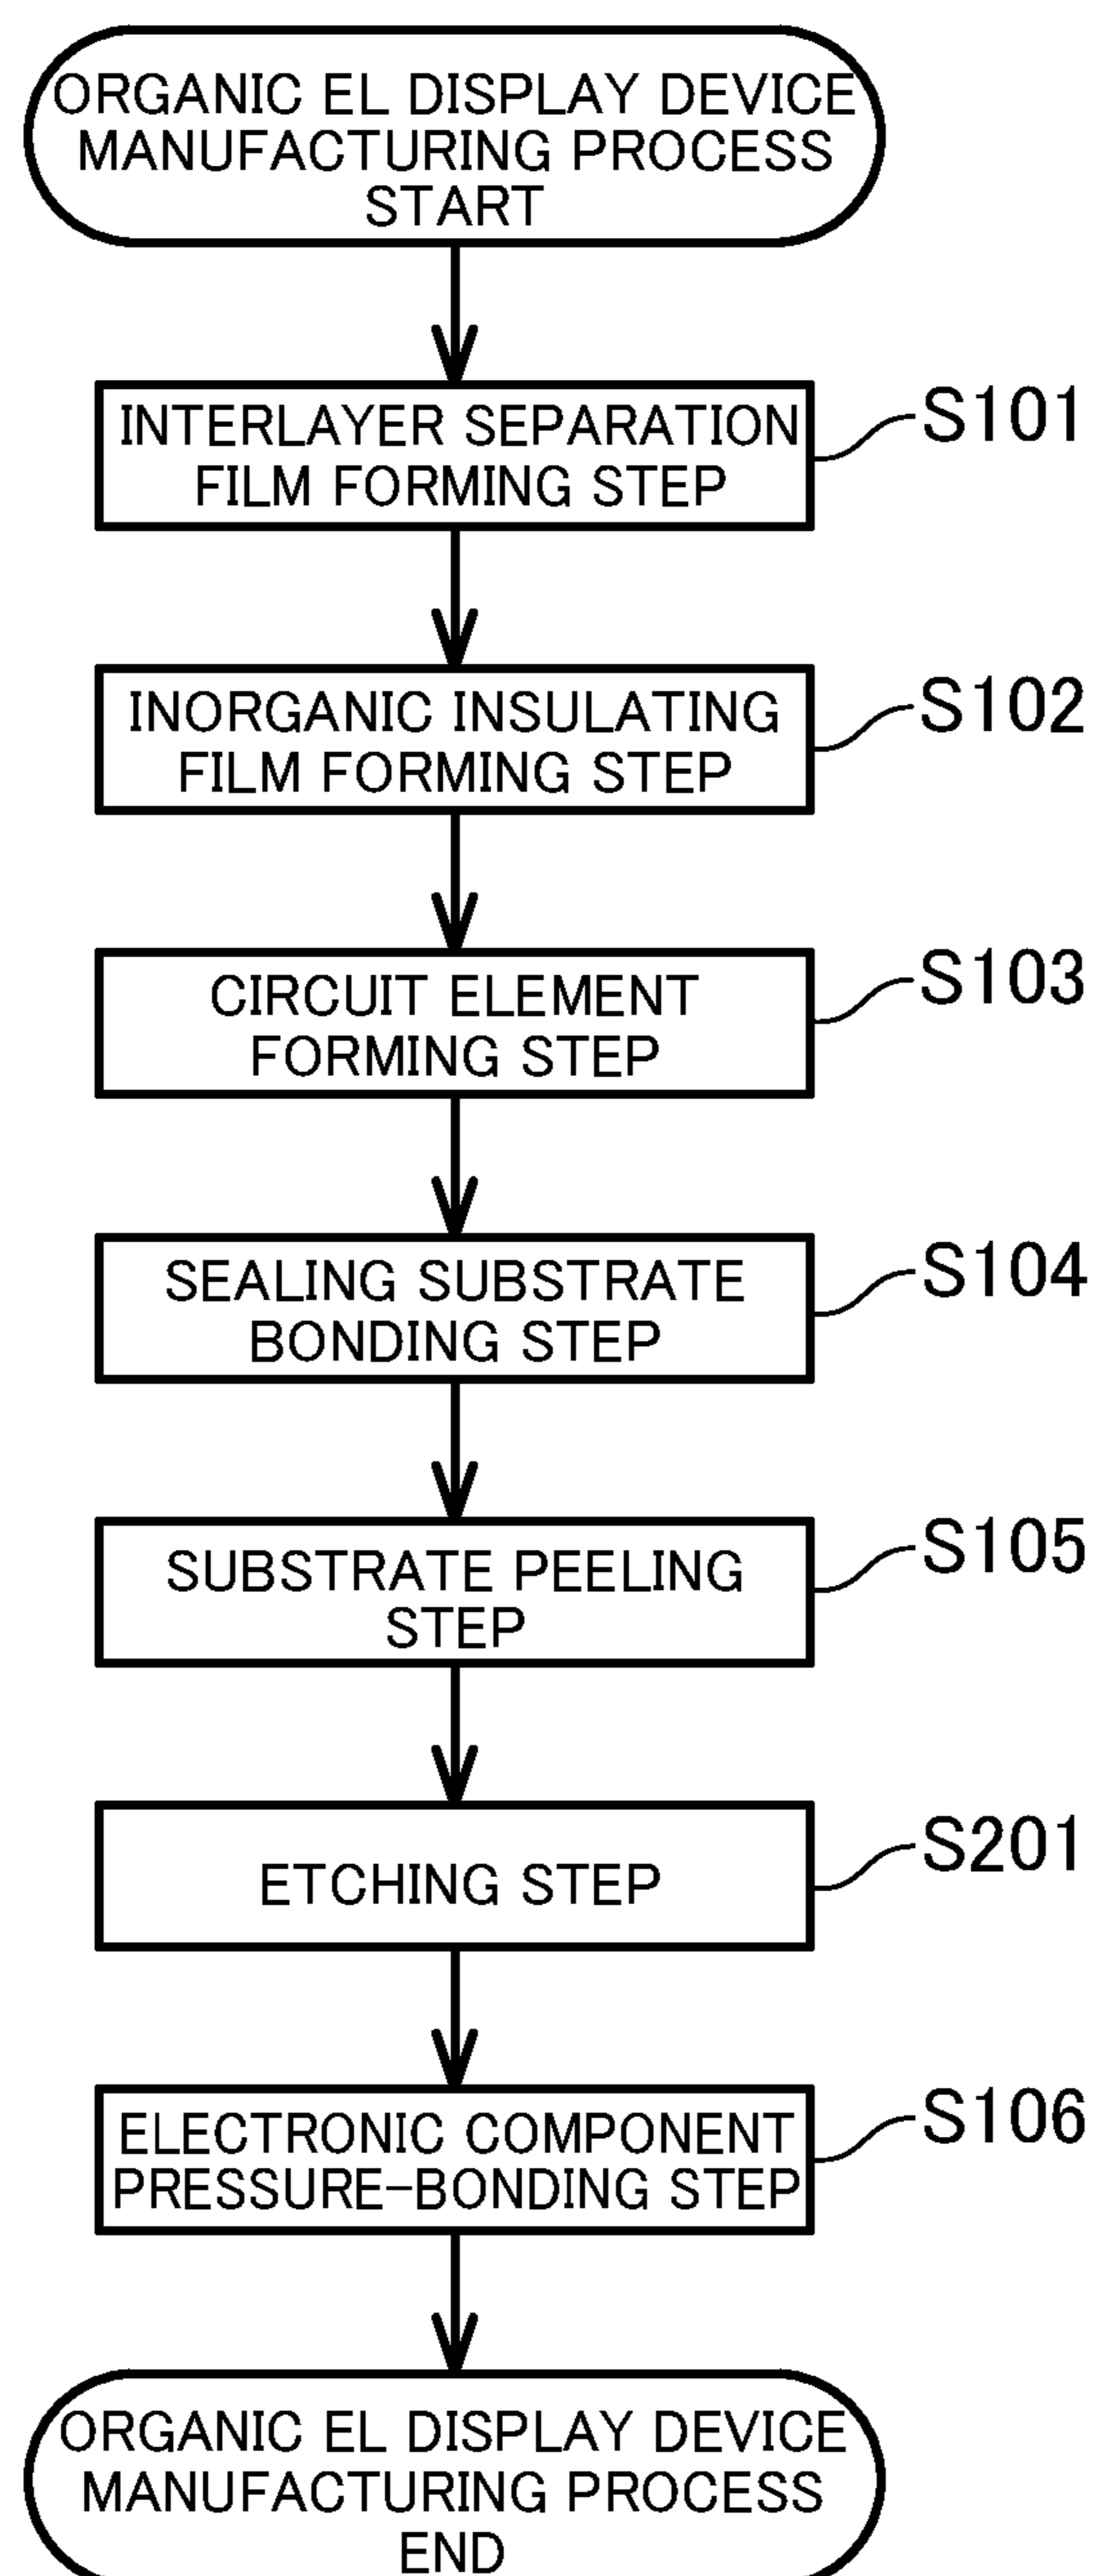 ORGANIC EL DISPLAY DEVICE
MANUFACTURING PROCESS
START
INTERLAYER SEPARATION
FILM FORMING STEP
S101
INORGANIC INSULATING
FILM FORMING STEP
S102
CIRCUIT ELEMENT
FORMING STEP
S103
SEALING SUBSTRATE
BONDING STEP
S104
SUBSTRATE PEELING
STEP
S105
ETCHING STEP
S201
ELECTRONIC COMPONENT
PRESSURE-BONDING STEP
S106
ORGANIC EL DISPLAY DEVICE
MANUFACTURING PROCESS
END